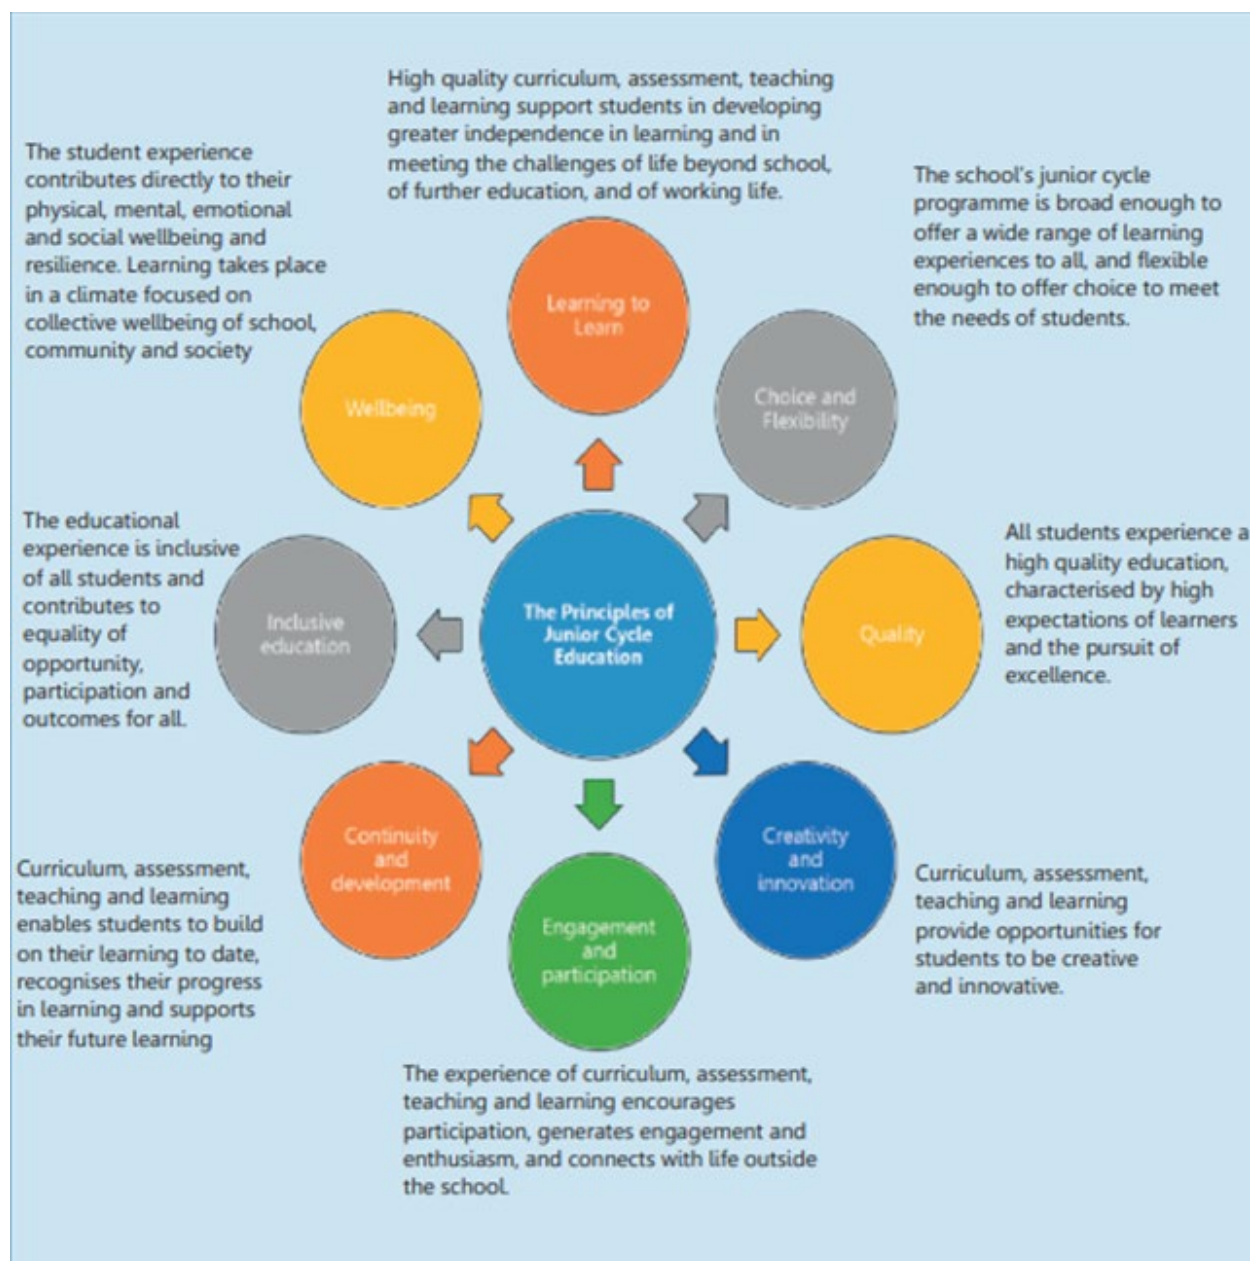 High quality curriculum, assessment, teaching
and learning support students in developing
greater independence in learning and in
meeting the challenges of life beyond school,
of further education, and of working life.
Learning to
Learn
The school's junior cycle
programme is broad enough to
offer a wide range of learning
experiences to all, and flexible
enough to offer choice to meet
the needs of students.
Choice and
Flexibility
All students experience a
high quality education,
characterised by high
expectations of learners
and the pursuit of
excellence.
Quality
Curriculum, assessment,
teaching and learning
provide opportunities for
students to be creative
and innovative.
Creativity
and
innovation
Engagement
and
participation
The experience of curriculum, assessment,
teaching and learning encourages
participation, generates engagement and
enthusiasm, and connects with life outside
the school.
Continuity
and
development
Curriculum, assessment,
teaching and learning
enables students to build
on their learning to date,
recognises their progress
in learning and supports
their future learning
Inclusive
education
The educational
experience is inclusive
of all students and
contributes to
equality of
opportunity,
participation and
outcomes for all.
Wellbeing
The student experience
contributes directly to their
physical, mental, emotional
and social wellbeing and
resilience. Learning takes place
in a climate focused on
collective wellbeing of school,
community and society
The Principles of
Junior Cycle
Education